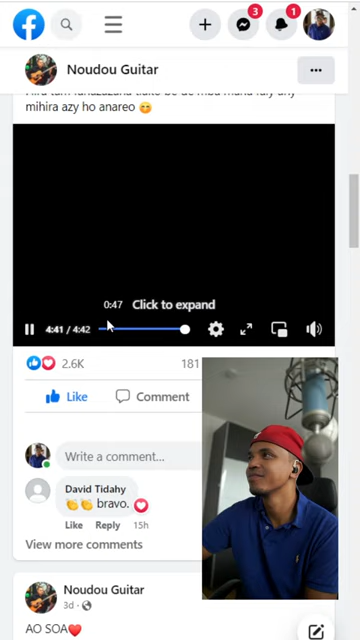 3
1
Noudou Guitar
mihira azy ho anareo 😊
0:47 Click to expand
4:41 / 4:42
2.6K 181
Like Comment
Write a comment...
David Tidahy
👏👏 bravo.
Like Reply 15h
View more comments
Noudou Guitar
3d
AO SOA❤️